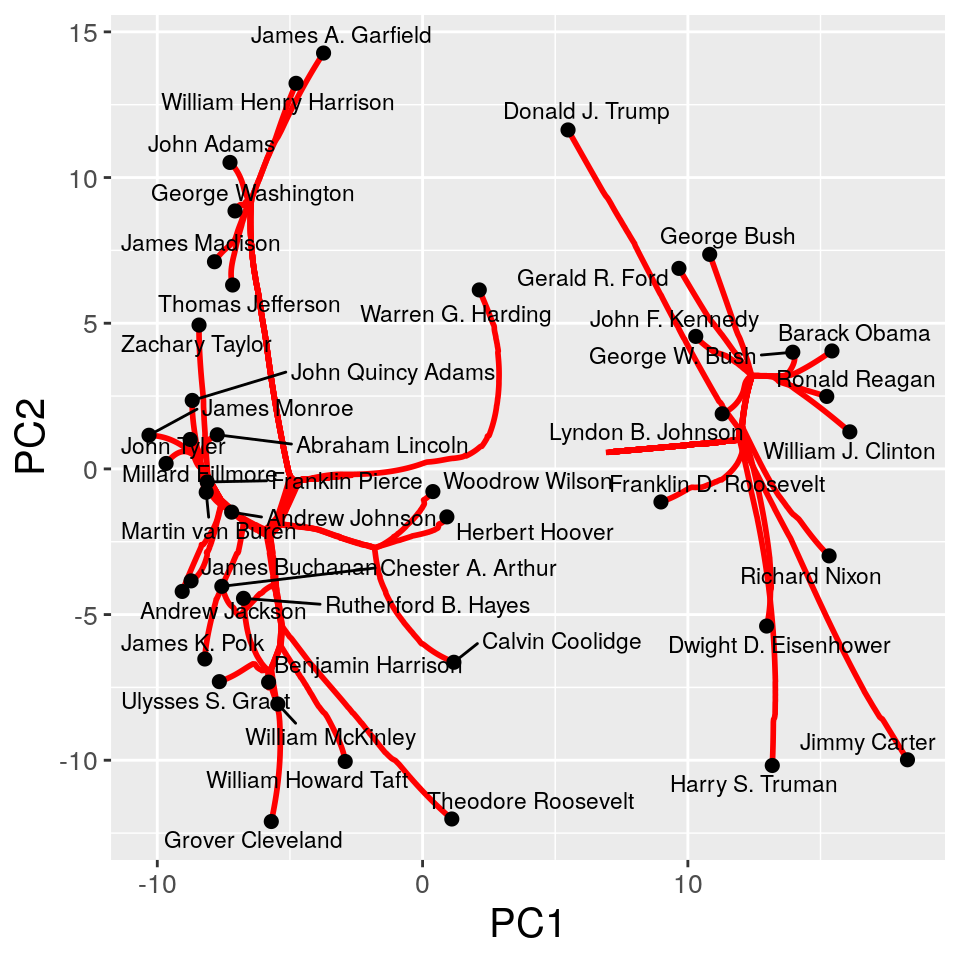 15
10
5
0
-5
-10
PC2
James A. Garfield
William Henry Harrison
Donald J. Trump
John Adams
George Washington
George Bush
James Madison
Gerald R. Ford
Thomas Jefferson
Warren G. Harding
John F. Kennedy
Barack Obama
Zachary Taylor
George W. Bush
John Quincy Adams
Ronald Reagan
James Monroe
Lyndon B. Johnson
John Tyler
Abraham Lincoln
William J. Clinton
Millard Fillmore
Franklin Pierce
Woodrow Wilson
Franklin D. Roosevelt
Andrew Johnson
Martin van Buren
Herbert Hoover
James Buchanan
Chester A. Arthur
Richard Nixon
Andrew Jackson
Rutherford B. Hayes
James K. Polk
Calvin Coolidge
Dwight D. Eisenhower
Benjamin Harrison
Ulysses S. Grant
William McKinley
Jimmy Carter
William Howard Taft
Harry S. Truman
Theodore Roosevelt
Grover Cleveland
-10
0
10
PC1